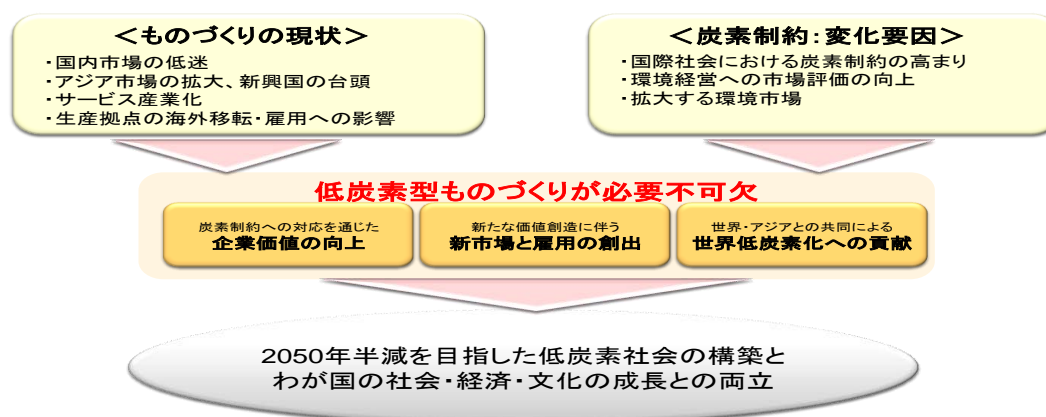 ＜ものづくりの現状＞
・国内市場の低迷
・アジア市場の拡大、新興国の台頭
・サービス産業化
・生産拠点の海外移転・雇用への影響
＜炭素制約：変化要因＞
・国際社会における炭素制約の高まり
・環境経営への市場評価の向上
・拡大する環境市場
低炭素型ものづくりが必要不可欠
炭素制約への対応を通じた
企業価値の向上
新たな価値創造に伴う
新市場と雇用の創出
世界・アジアとの共同による
世界低炭素化への貢献
2050年半減を目指した低炭素社会の構築と
わが国の社会・経済・文化の成長との両立